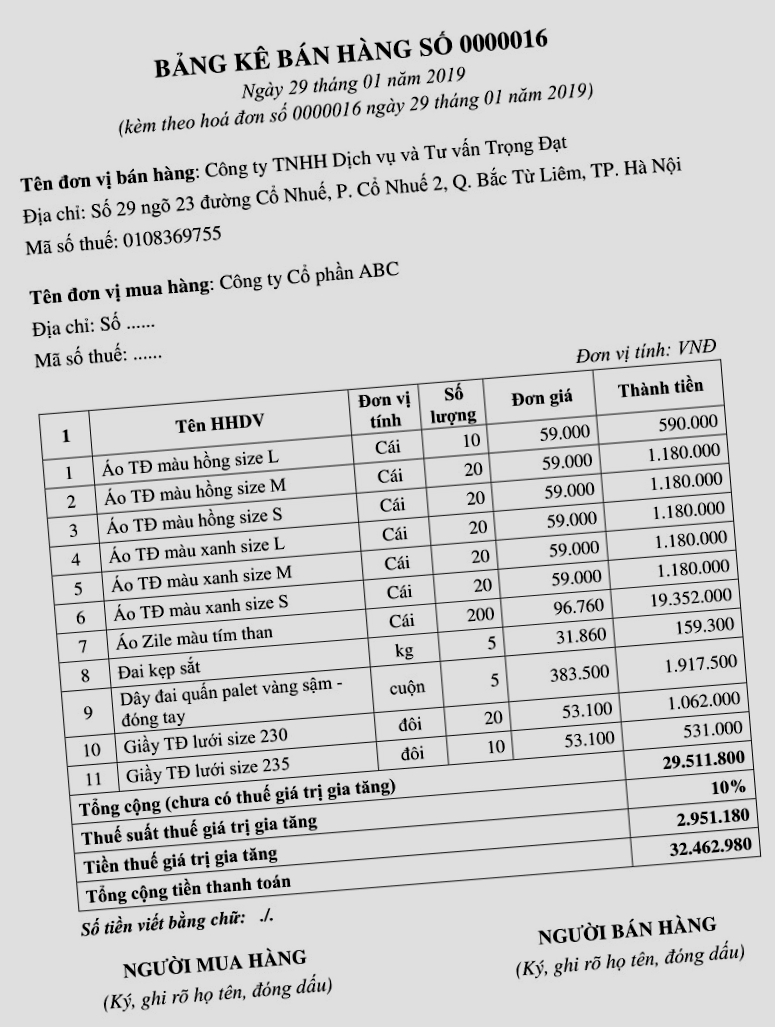 BẢNG KÊ BÁN HÀNG SỐ 0000016
Ngày 29 tháng 01 năm 2019
(kèm theo hoá đơn số 0000016 ngày 29 tháng 01 năm 2019)
Tên đơn vị bán hàng: Công ty TNHH Dịch vụ và Tư vấn Trọng Đạt
Địa chỉ: Số 29 ngõ 23 đường Cổ Nhuế, P. Cổ Nhuế 2, Q. Bắc Từ Liêm, TP. Hà Nội
Mã số thuế: 0108369755
Tên đơn vị mua hàng: Công ty Cổ phần ABC
Địa chỉ: Số ......
Mã số thuế: ......
Đơn vị tính: VNĐ
1 Tên HHDV Đơn vị tính Số lượng Đơn giá Thành tiền
1 Áo TĐ màu hồng size L Cái 10 59.000 590.000
2 Áo TĐ màu hồng size M Cái 20 59.000 1.180.000
3 Áo TĐ màu hồng size S Cái 20 59.000 1.180.000
4 Áo TĐ màu xanh size L Cái 20 59.000 1.180.000
5 Áo TĐ màu xanh size M Cái 20 59.000 1.180.000
6 Áo TĐ màu xanh size S Cái 20 59.000 1.180.000
7 Áo Zile màu tím than Cái 200 96.760 19.352.000
8 Đai kẹp sắt kg 5 31.860 159.300
9 Dây đai quấn palet vàng sậm - đóng tay cuộn 5 383.500 1.917.500
10 Giầy TĐ lưới size 230 đôi 20 53.100 1.062.000
11 Giầy TĐ lưới size 235 đôi 10 53.100 531.000
Tổng cộng (chưa có thuế giá trị gia tăng) 29.511.800
Thuế suất thuế giá trị gia tăng 10%
Tiền thuế giá trị gia tăng 2.951.180
Tổng cộng tiền thanh toán 32.462.980
Số tiền viết bằng chữ: ./.
NGƯỜI MUA HÀNG NGƯỜI BÁN HÀNG
(Ký, ghi rõ họ tên, đóng dấu) (Ký, ghi rõ họ tên, đóng dấu)